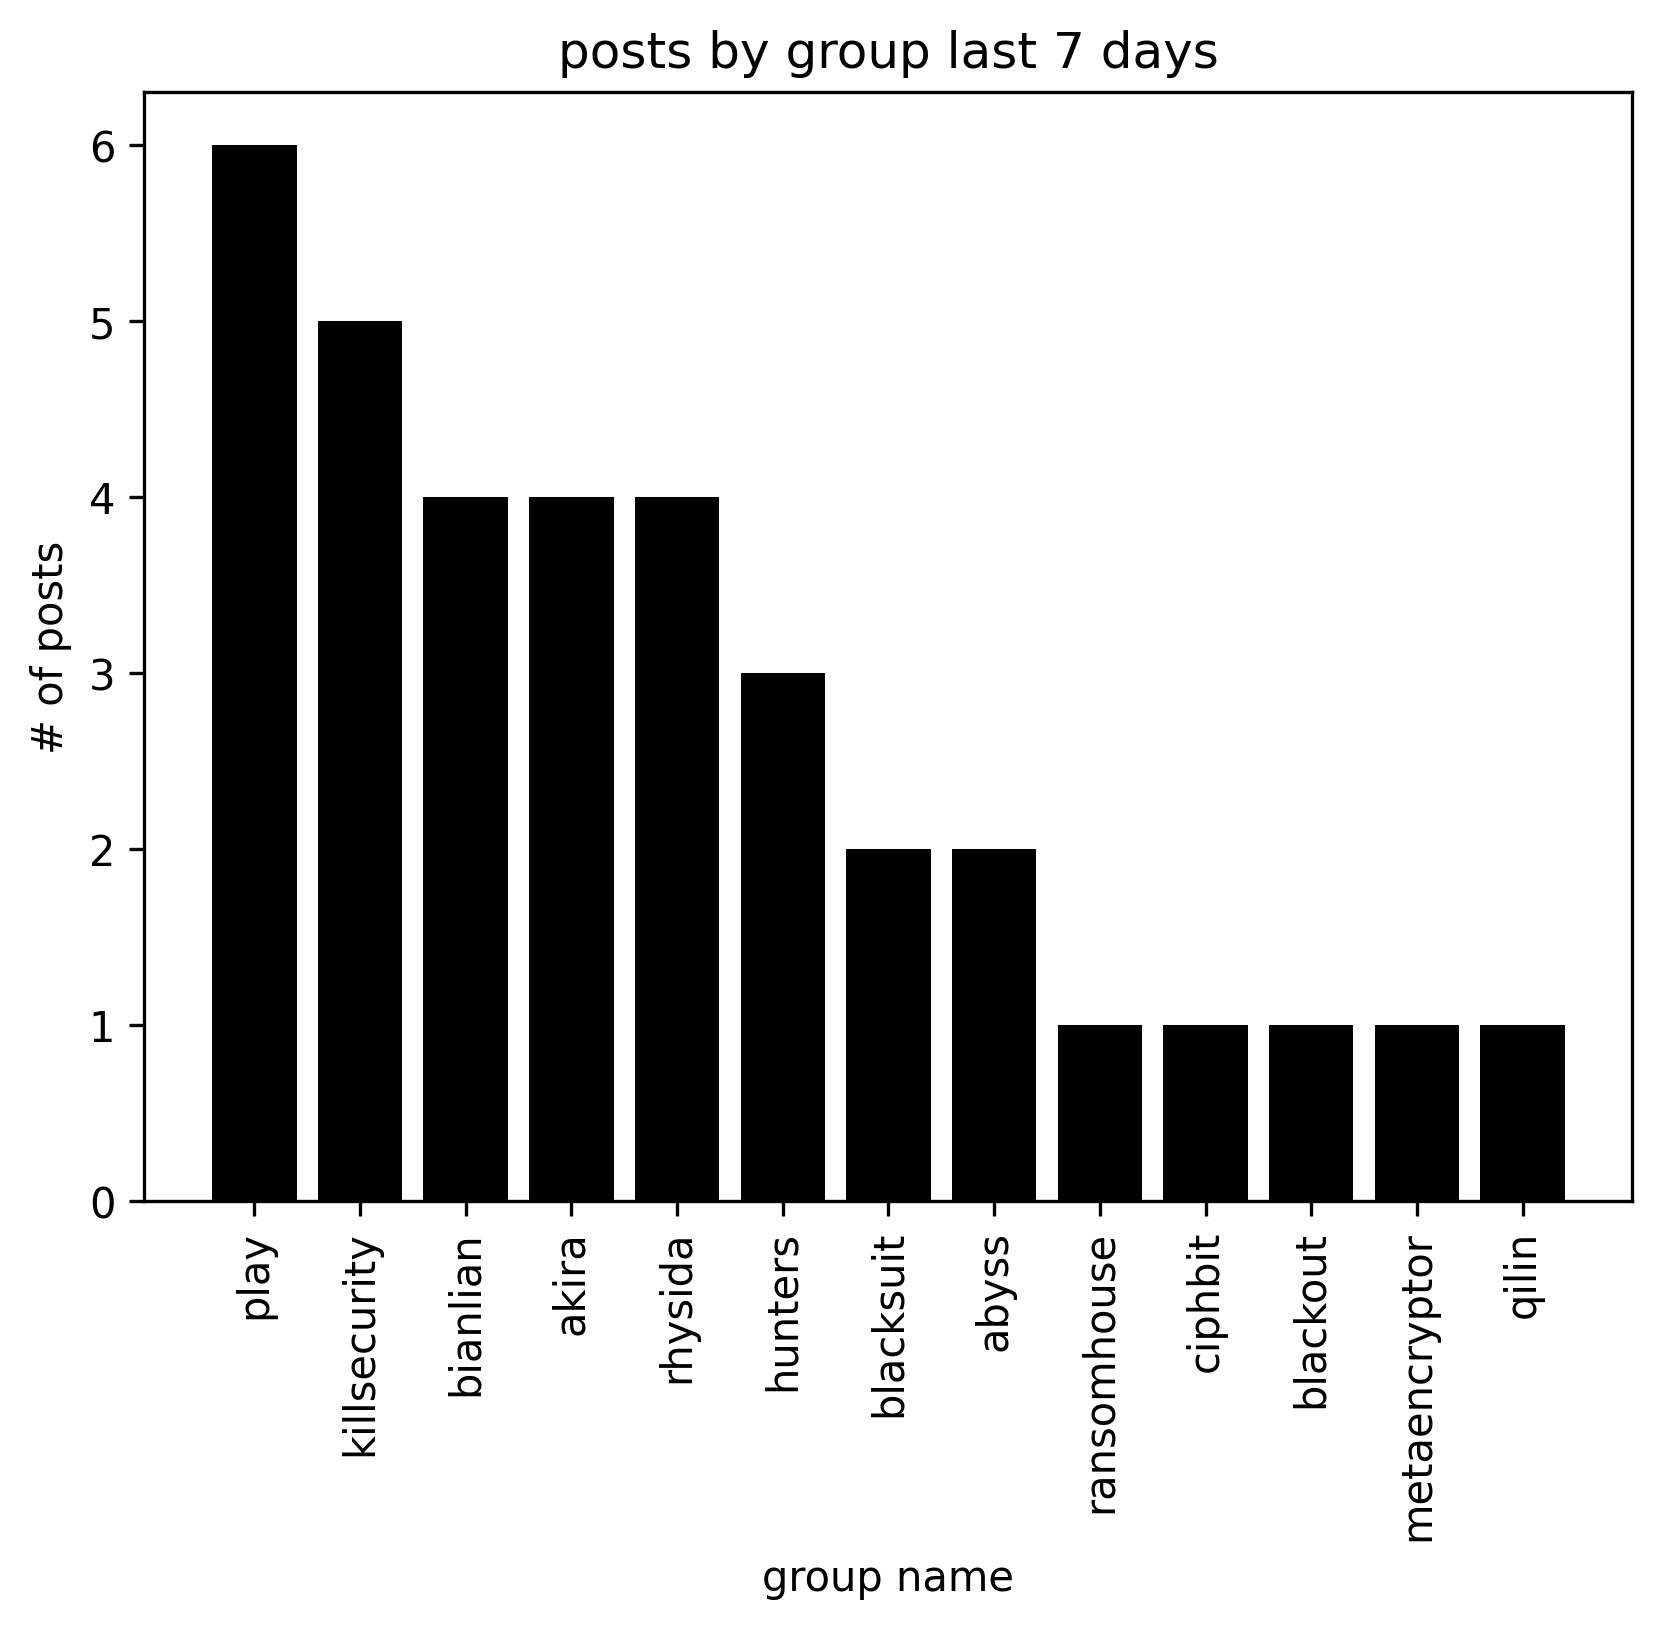 posts by group last 7 days
# of posts
6
5
4
3
2
1
0
play
killsecurity
bianlian
akira
rhysida
hunters
blacksuit
abyss
ransomhouse
ciphbit
blackout
metaencryptor
qilin
group name